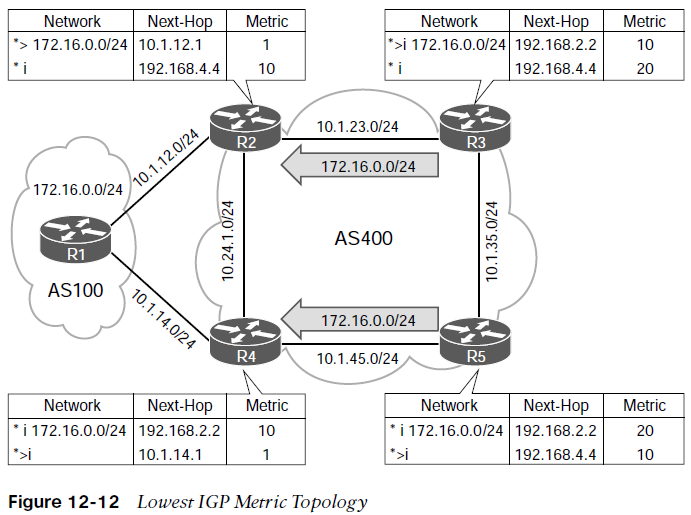 Network Next-Hop Metric
*> 172.16.0.0/24 10.1.12.1 1
* i 192.168.4.4 10
Network Next-Hop Metric
*>i 172.16.0.0/24 192.168.2.2 10
* i 192.168.4.4 20
R2
10.1.23.0/24
R3
10.1.12.0/24
172.16.0.0/24
172.16.0.0/24
R1
AS100
10.24.1.0/24
AS400
10.1.35.0/24
10.1.14.0/24
172.16.0.0/24
R4
10.1.45.0/24
R5
Network Next-Hop Metric
* i 172.16.0.0/24 192.168.2.2 10
*>i 10.1.14.1 1
Network Next-Hop Metric
* i 172.16.0.0/24 192.168.2.2 20
*>i 192.168.4.4 10
Figure 12-12 Lowest IGP Metric Topology